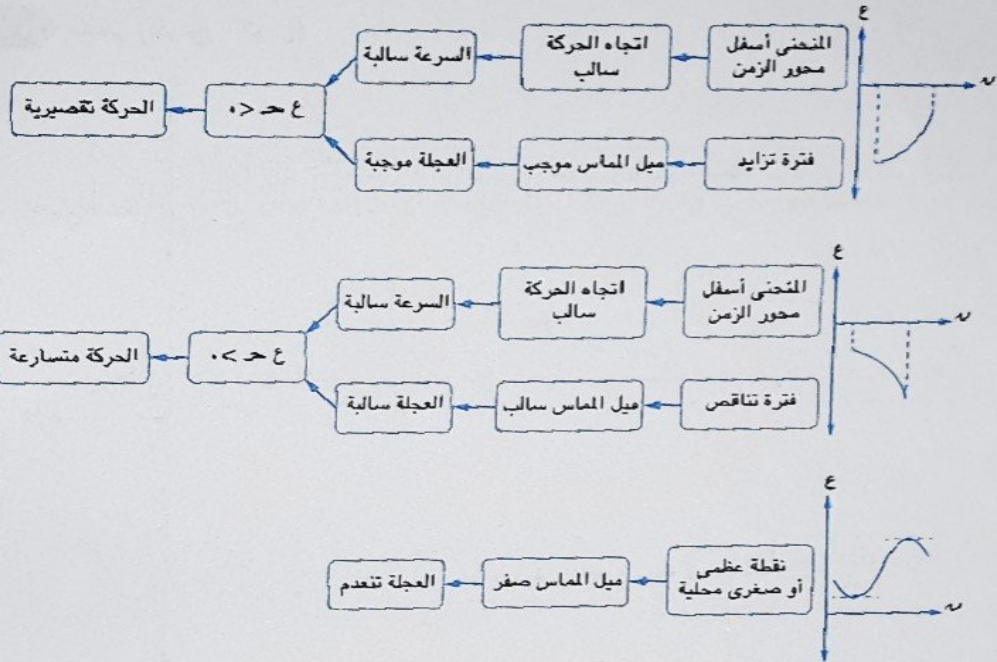 ع
ن
المنحنى أسفل
محور الزمن
اتجاه الحركة
سالب
السرعة سالبة
فترة تزايد
ميل المماس موجب
العجلة موجبة
ع حـ < ٠
الحركة تقصيرية
ع
ن
المنحنى أسفل
محور الزمن
اتجاه الحركة
سالب
السرعة سالبة
فترة تناقص
ميل المماس سالب
العجلة سالبة
ع حـ > ٠
الحركة متسارعة
ع
ن
نقطة عظمى
أو صغرى محلية
ميل المماس صفر
العجلة تنعدم